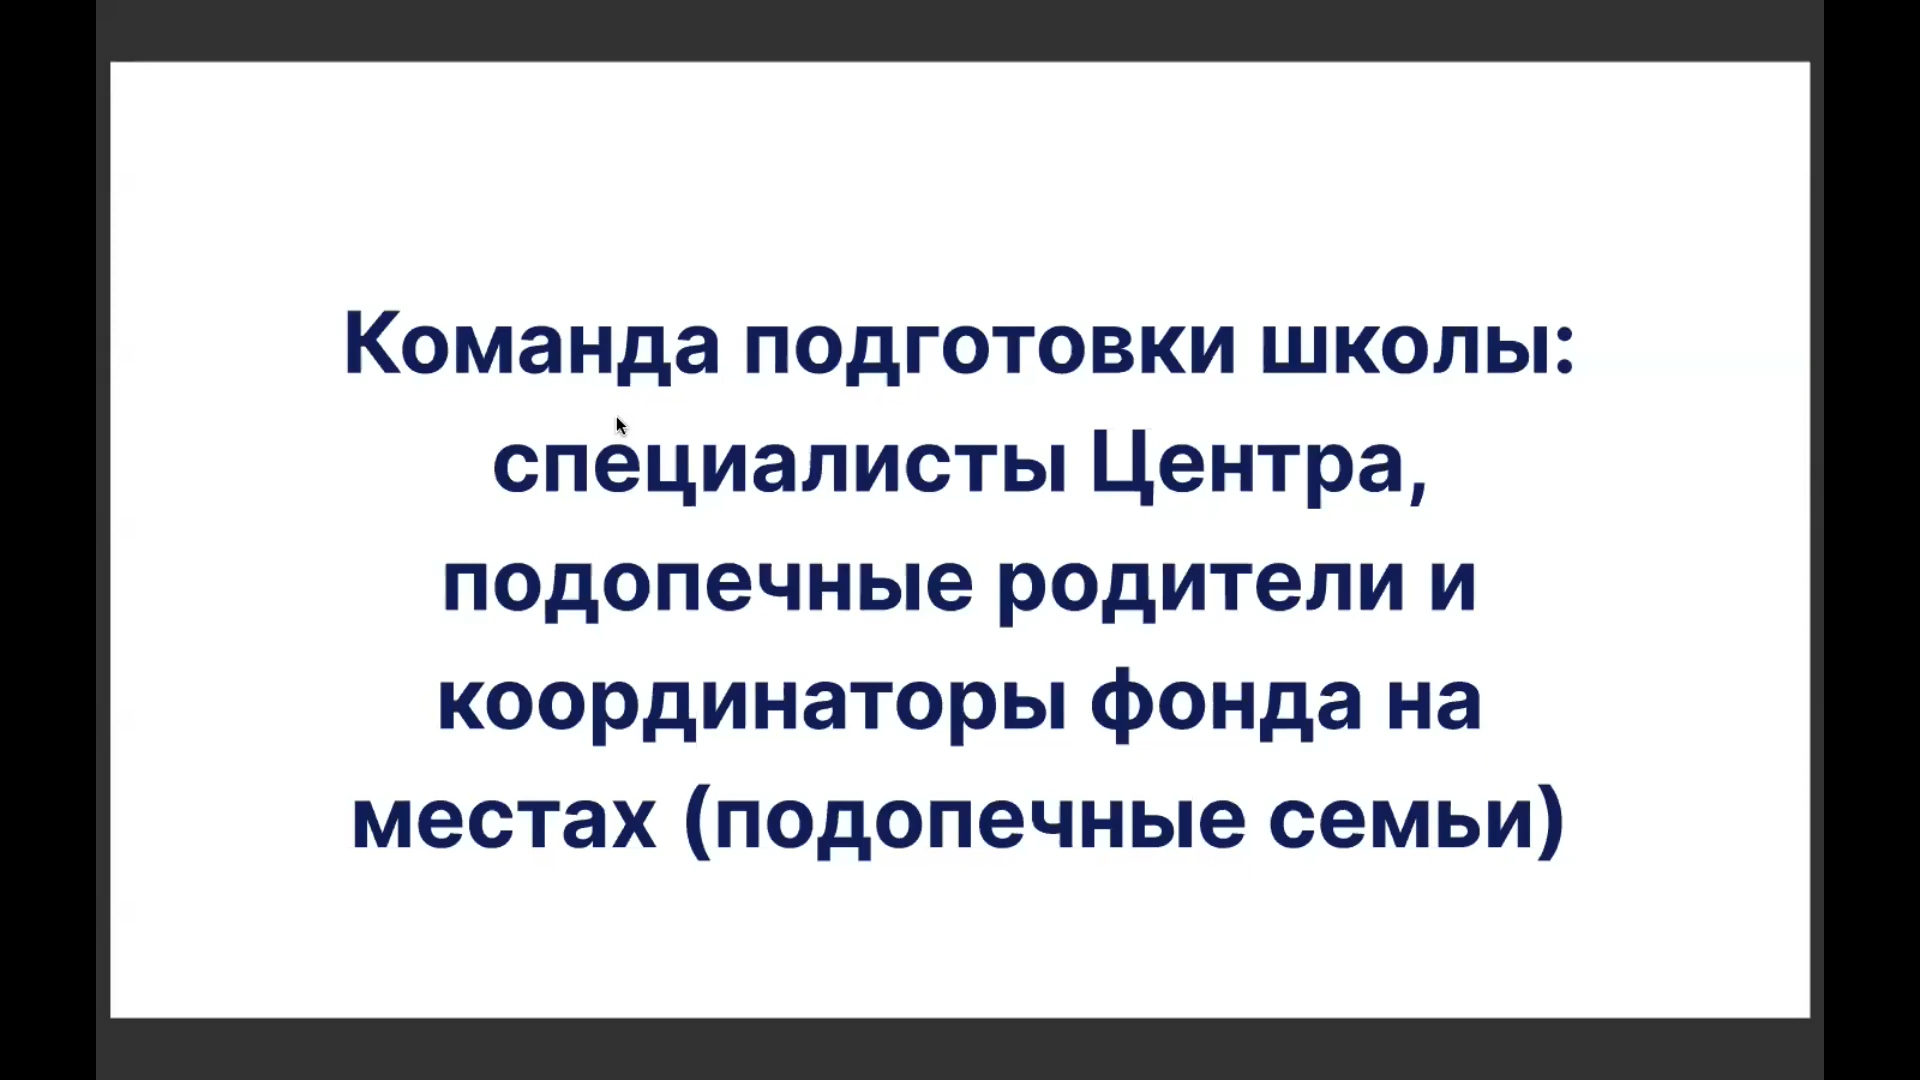 Команда подготовки школы:
специалисты Центра,
подопечные родители и
координаторы фонда на
местах (подопечные семьи)